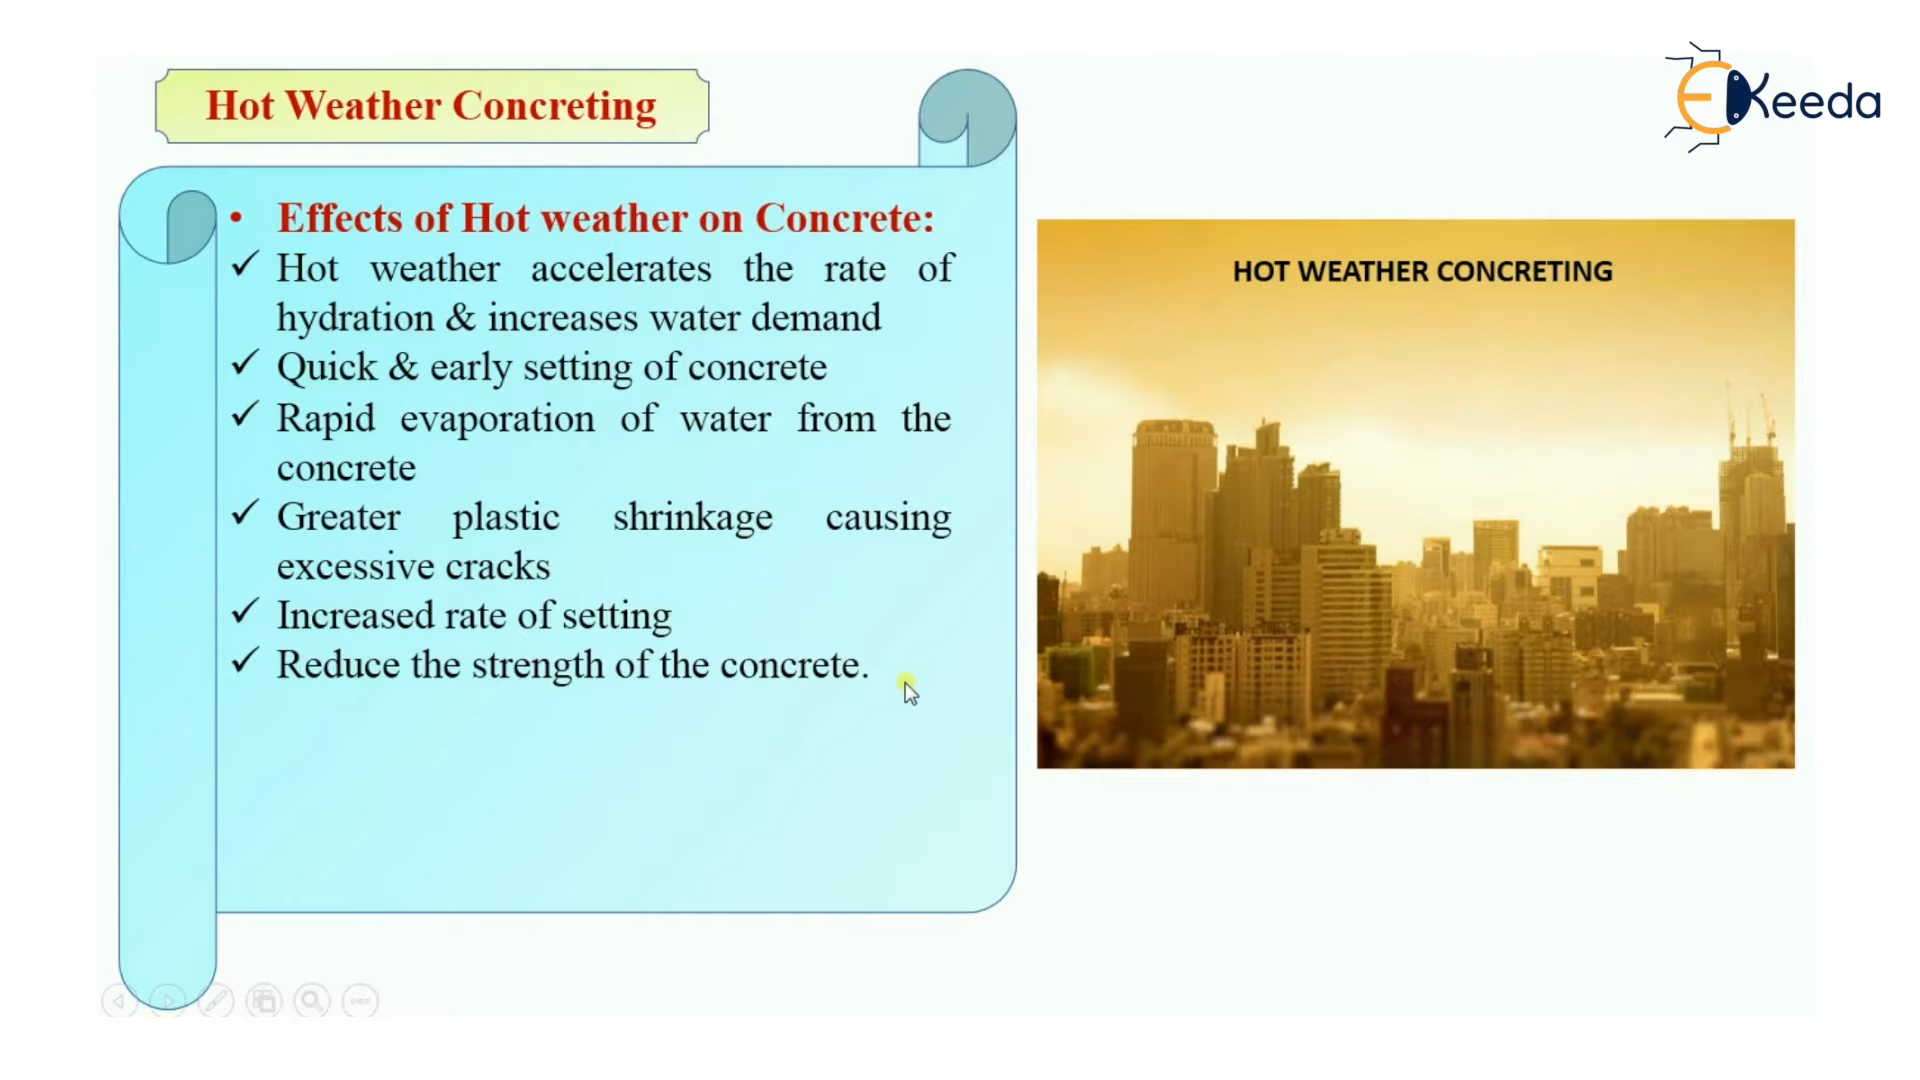 Hot Weather Concreting
EKeeda
• Effects of Hot weather on Concrete:
✓ Hot weather accelerates the rate of
hydration & increases water demand
✓ Quick & early setting of concrete
✓ Rapid evaporation of water from the
concrete
✓ Greater plastic shrinkage causing
excessive cracks
✓ Increased rate of setting
✓ Reduce the strength of the concrete.
HOT WEATHER CONCRETING